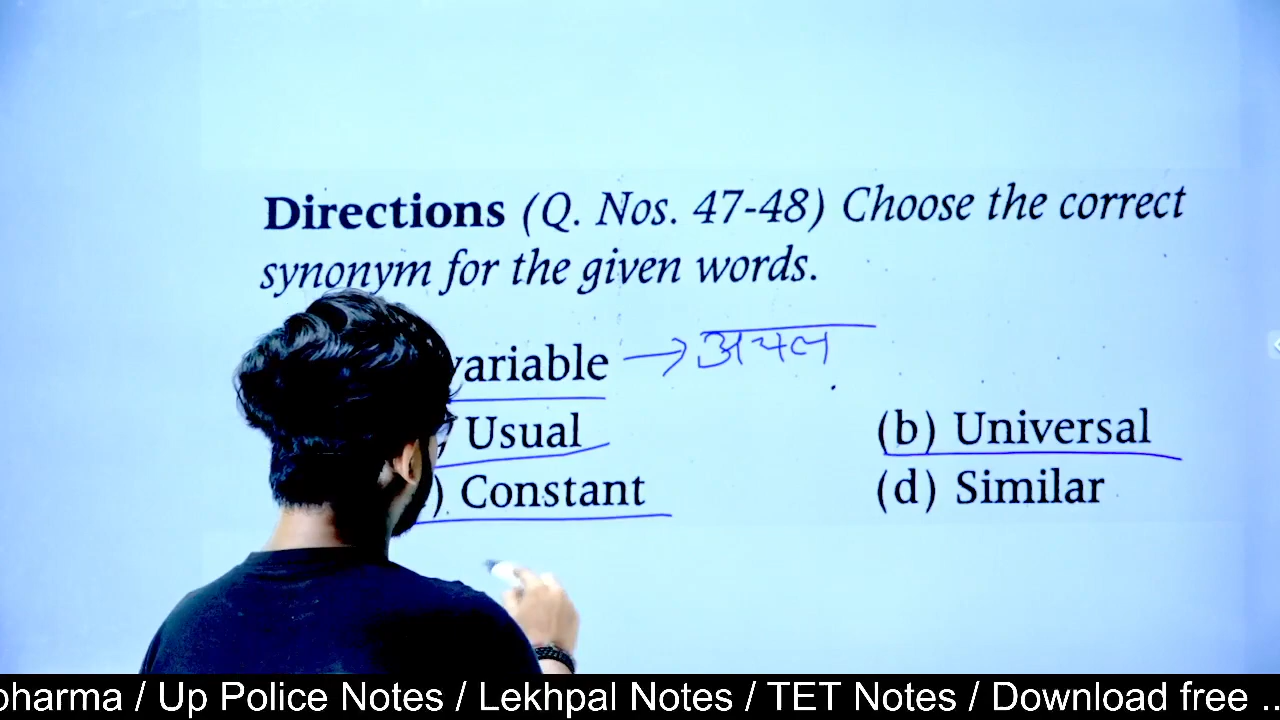 Directions (Q. Nos. 47-48) Choose the correct
synonym for the given words.
variable → अचल
Usual (b) Universal
) Constant (d) Similar
pharma / Up Police Notes / Lekhpal Notes / TET Notes / Download free ..